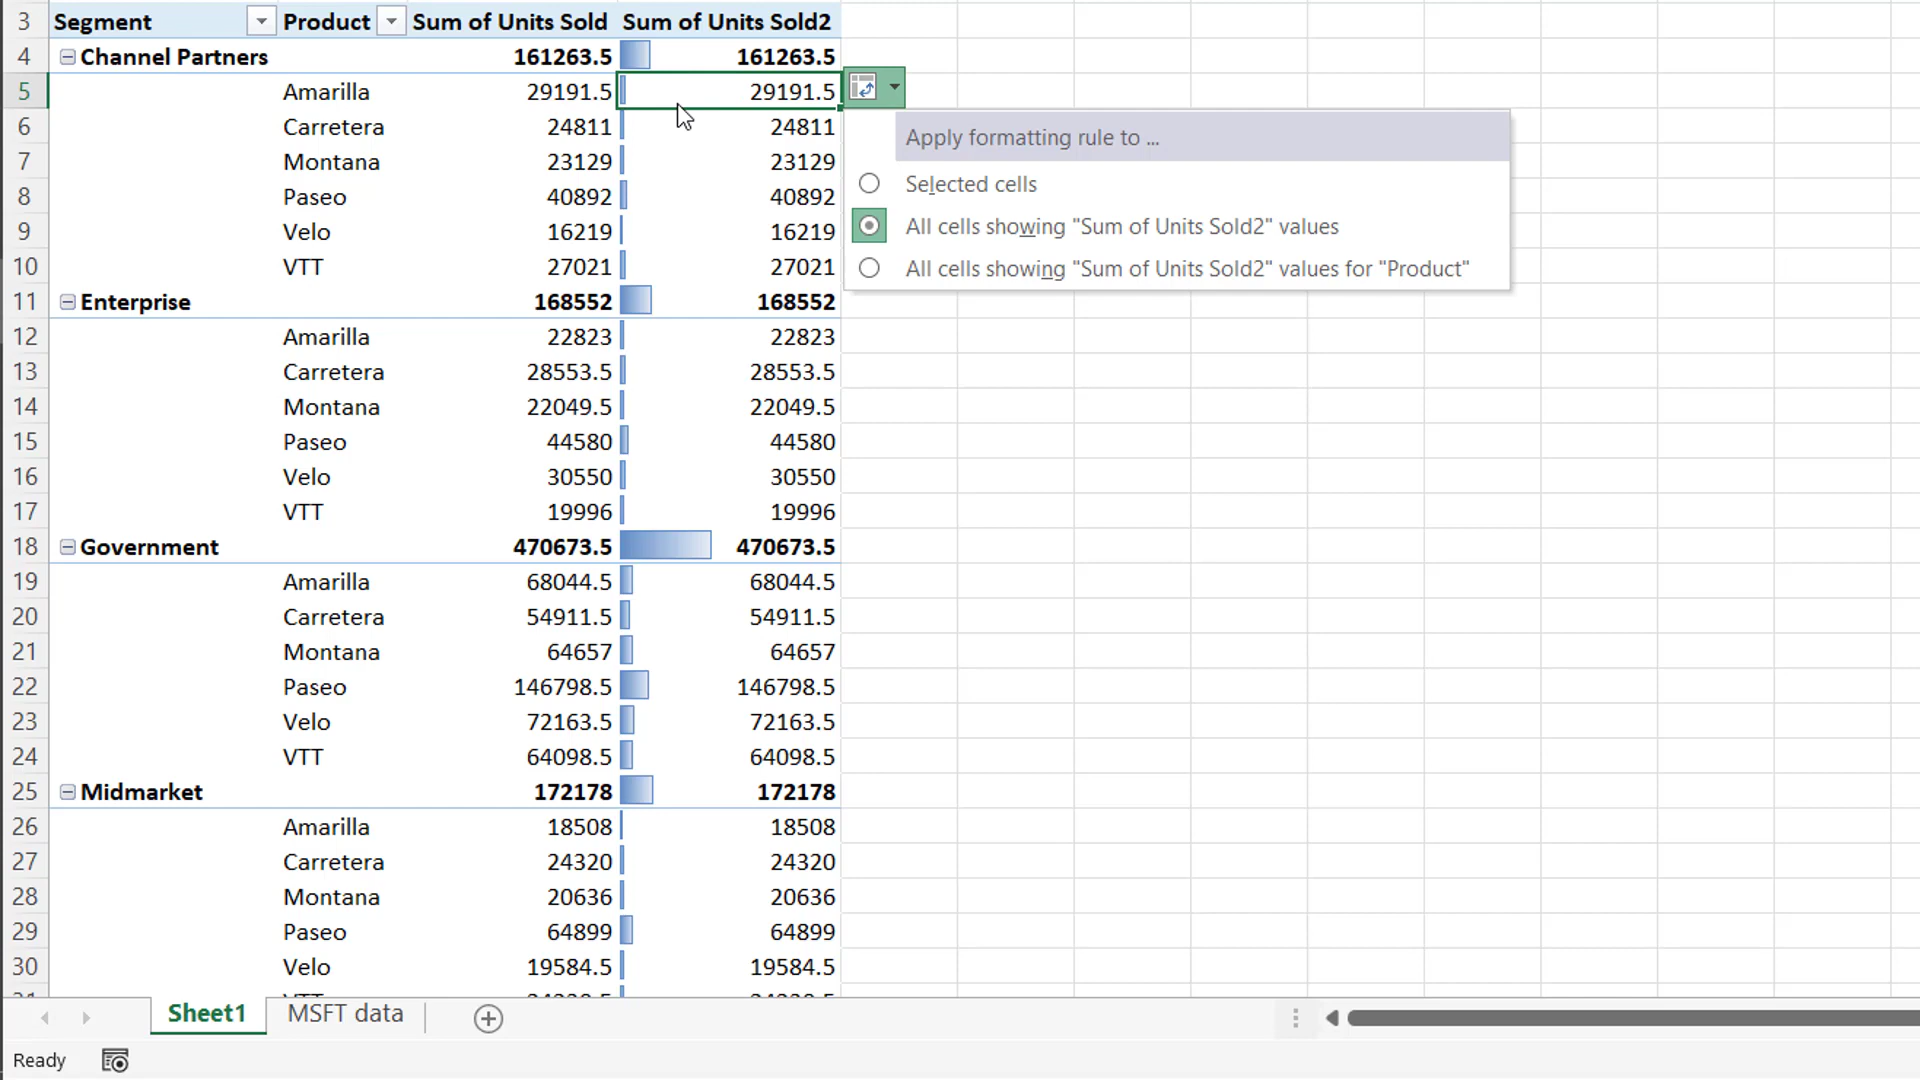 3 Segment Product Sum of Units Sold Sum of Units Sold2
4 Channel Partners 161263.5 161263.5
5 Amarilla 29191.5 29191.5
Apply formatting rule to ...
6 Carretera 24811 24811
7 Montana 23129 23129
Selected cells
8 Paseo 40892 40892
9 Velo 16219 16219
All cells showing "Sum of Units Sold2" values
10 VTT 27021 27021
All cells showing "Sum of Units Sold2" values for "Product"
11 Enterprise 168552 168552
12 Amarilla 22823 22823
13 Carretera 28553.5 28553.5
14 Montana 22049.5 22049.5
15 Paseo 44580 44580
16 Velo 30550 30550
17 VTT 19996 19996
18 Government 470673.5 470673.5
19 Amarilla 68044.5 68044.5
20 Carretera 54911.5 54911.5
21 Montana 64657 64657
22 Paseo 146798.5 146798.5
23 Velo 72163.5 72163.5
24 VTT 64098.5 64098.5
25 Midmarket 172178 172178
26 Amarilla 18508 18508
27 Carretera 24320 24320
28 Montana 20636 20636
29 Paseo 64899 64899
30 Velo 19584.5 19584.5
Sheet1 MSFT data
Ready